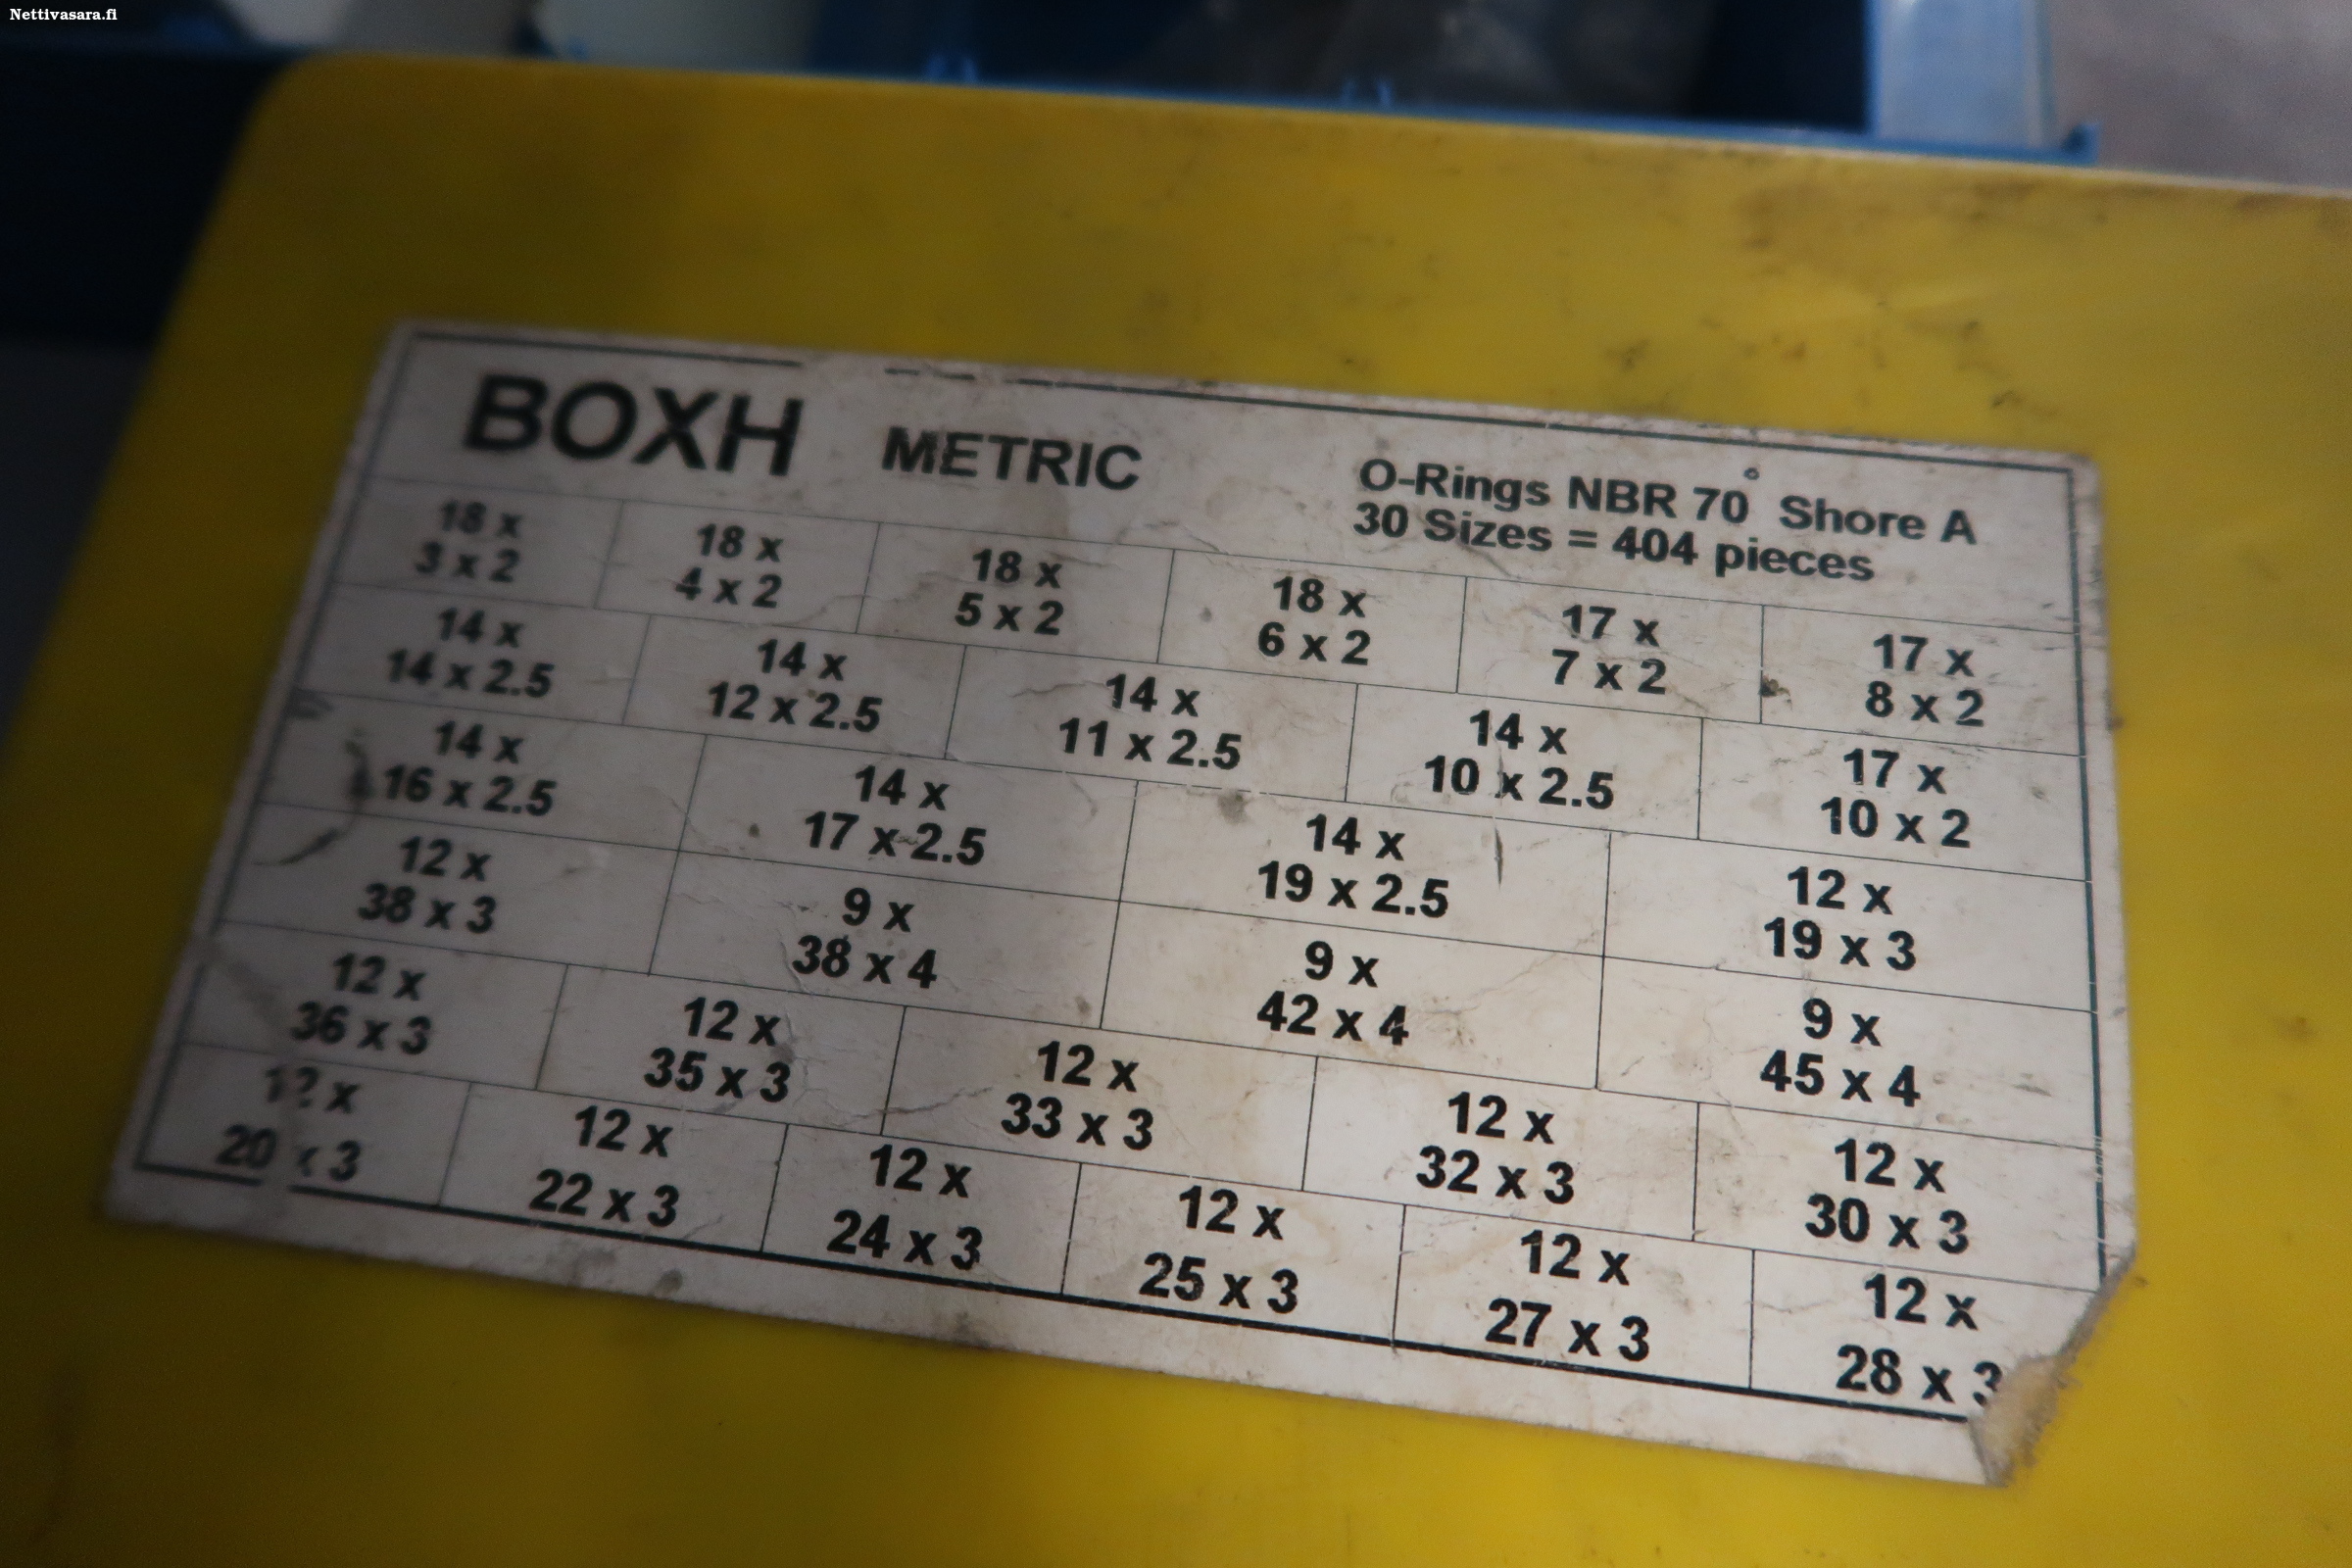 Nettivasara.fi
BOXH METRIC
O-Rings NBR 70° Shore A
30 Sizes = 404 pieces
18 x
3 x 2
18 x
4 x 2
18 x
5 x 2
18 x
6 x 2
17 x
7 x 2
17 x
8 x 2
14 x
14 x 2.5
14 x
12 x 2.5
14 x
11 x 2.5
14 x
10 x 2.5
17 x
10 x 2
14 x
16 x 2.5
14 x
17 x 2.5
14 x
19 x 2.5
12 x
19 x 3
12 x
38 x 3
9 x
38 x 4
9 x
42 x 4
9 x
45 x 4
12 x
36 x 3
12 x
35 x 3
12 x
33 x 3
12 x
32 x 3
12 x
30 x 3
12 x
20 x 3
12 x
22 x 3
12 x
24 x 3
12 x
25 x 3
12 x
27 x 3
12 x
28 x 3